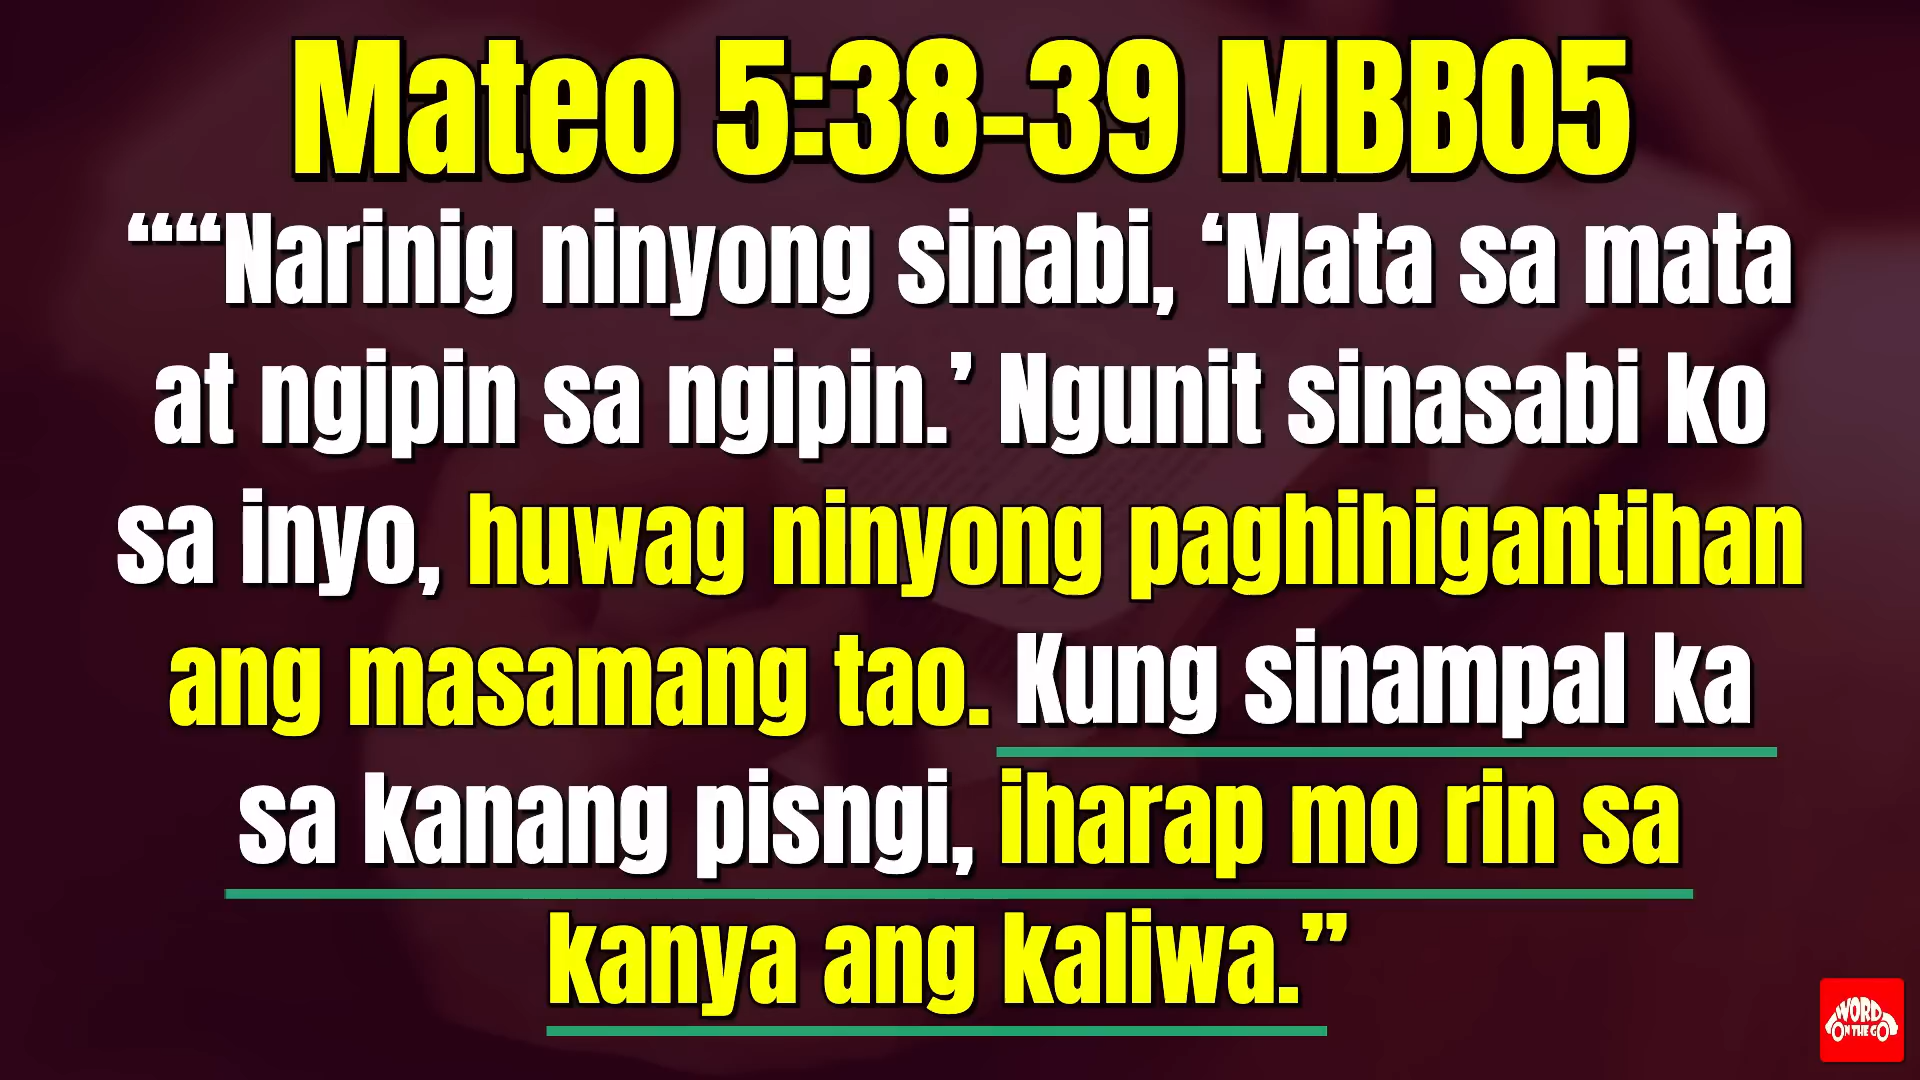 Mateo 5:38-39 MBB05
““Narinig ninyong sinabi, ‘Mata sa mata
at ngipin sa ngipin.’ Ngunit sinasabi ko
sa inyo, huwag ninyong paghihigantihan
ang masamang tao. Kung sinampal ka
sa kanang pisngi, iharap mo rin sa
kanya ang kaliwa.”
WORD
ON THE GO